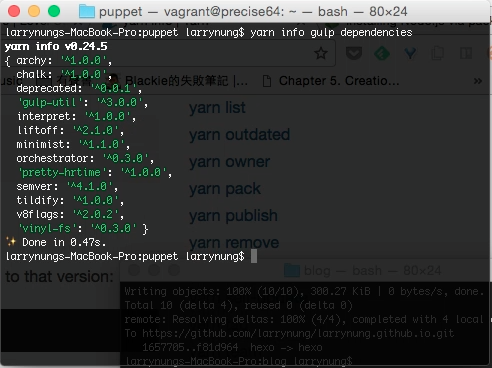 puppet — vagrant@precise64: ~ — bash — 80×24
larrynungs-MacBook-Pro:puppet larrynung$ yarn info gulp dependencies
yarn info v0.24.5
{ archy: '^1.0.0',
chalk: '^1.0.0',
deprecated: '^0.0.1',
'gulp-util': '^3.0.0',
interpret: '^1.0.0',
liftoff: '^2.1.0',
minimist: '^1.1.0',
orchestrator: '^0.3.0',
'pretty-hrtime': '^1.0.0',
semver: '^4.1.0',
tildify: '^1.0.0',
v8flags: '^2.0.2',
'vinyl-fs': '^0.3.0' }
✨ Done in 0.47s.
larrynungs-MacBook-Pro:puppet larrynung$
Blackie的失敗筆記
Chapter 5. Creatio...
yarn list
yarn outdated
yarn owner
yarn pack
yarn publish
yarn remove
to that version:
blog — bash — 80×24
Writing objects: 100% (10/10), 300.27 KiB | 0 bytes/s, done.
Total 10 (delta 4), reused 0 (delta 0)
remote: Resolving deltas: 100% (4/4), completed with 4 local
To https://github.com/larrynung/larrynung.github.io.git
1657705..f81d964 hexo -> hexo
larrynungs-MacBook-Pro:blog larrynung$